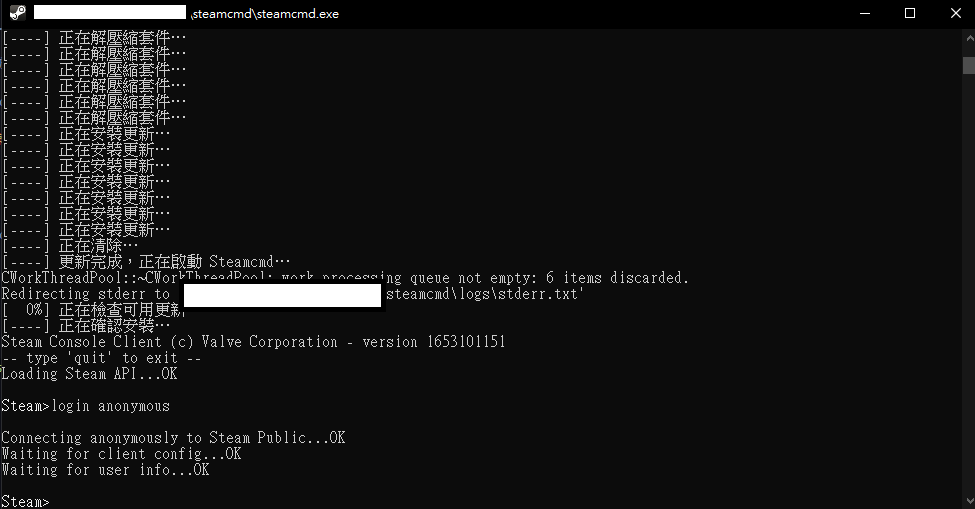 \steamcmd\steamcmd.exe
[----] 正在解壓縮套件…
[----] 正在解壓縮套件…
[----] 正在解壓縮套件…
[----] 正在解壓縮套件…
[----] 正在解壓縮套件…
[----] 正在解壓縮套件…
[----] 正在安裝更新…
[----] 正在安裝更新…
[----] 正在安裝更新…
[----] 正在安裝更新…
[----] 正在安裝更新…
[----] 正在安裝更新…
[----] 正在安裝更新…
[----] 正在清除…
[----] 更新完成，正在啟動 Steamcmd…
CWorkThreadPool::~CWorkThreadPool: work processing queue not empty: 6 items discarded.
Redirecting stderr to steamcmd\logs\stderr.txt'
[  0%] 正在檢查可用更新
[----] 正在確認安裝…
Steam Console Client (c) Valve Corporation - version 1653101151
-- type 'quit' to exit --
Loading Steam API...OK
Steam>login anonymous
Connecting anonymously to Steam Public...OK
Waiting for client config...OK
Waiting for user info...OK
Steam>